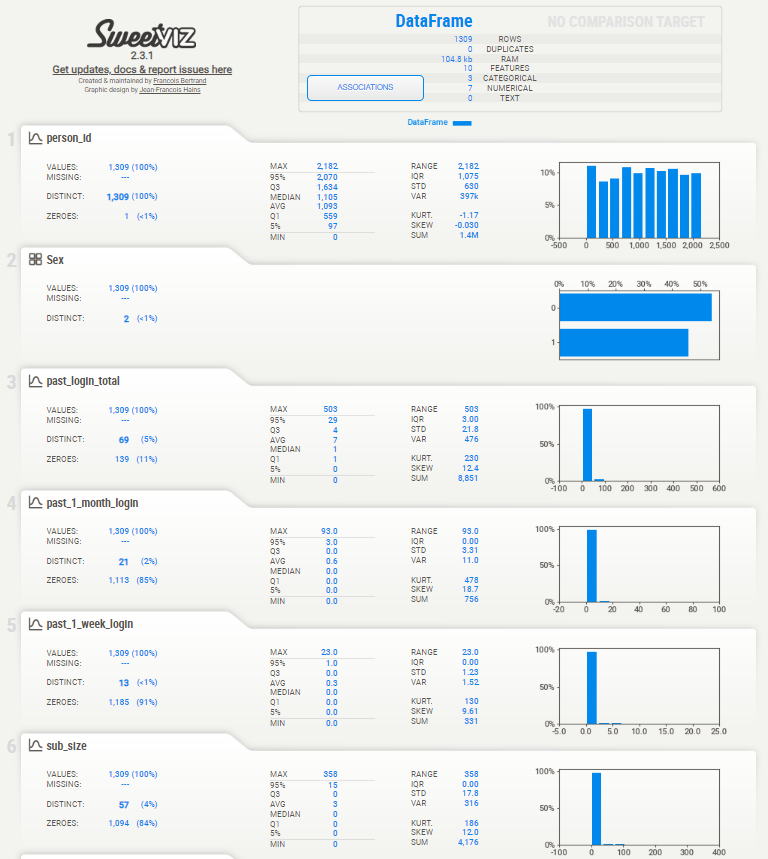 SweetVIZ
2.3.1
Get updates, docs & report issues here
Created & maintained by Francois Bertrand
Graphic design by Jean-Francois Hains
DataFrame NO COMPARISON TARGET
1309 ROWS
0 DUPLICATES
104.8 kb RAM
10 FEATURES
3 CATEGORICAL
7 NUMERICAL
0 TEXT
ASSOCIATIONS
DataFrame
1 person_id
VALUES: 1,309 (100%)
MISSING: ---
DISTINCT: 1,309 (100%)
ZEROES: 1 (<1%)
MAX 2,182
95% 2,070
Q3 1,634
MEDIAN 1,105
AVG 1,093
Q1 559
5% 97
MIN 0
RANGE 2,182
IQR 1,075
STD 630
VAR 397k
KURT. -1.17
SKEW -0.030
SUM 1.4M
10%
5%
0%
-500 0 500 1,000 1,500 2,000 2,500
2 Sex
VALUES: 1,309 (100%)
MISSING: ---
DISTINCT: 2 (<1%)
0% 10% 20% 30% 40% 50%
0
1
3 past_login_total
VALUES: 1,309 (100%)
MISSING: ---
DISTINCT: 69 (5%)
ZEROES: 139 (11%)
MAX 503
95% 29
Q3 4
AVG 7
MEDIAN 1
Q1 1
5% 0
MIN 0
RANGE 503
IQR 3.00
STD 21.8
VAR 476
KURT. 230
SKEW 12.4
SUM 8,851
100%
50%
0%
-100 0 100 200 300 400 500 600
4 past_1_month_login
VALUES: 1,309 (100%)
MISSING: ---
DISTINCT: 21 (2%)
ZEROES: 1,113 (85%)
MAX 93.0
95% 3.0
Q3 0.0
AVG 0.6
MEDIAN 0.0
Q1 0.0
5% 0.0
MIN 0.0
RANGE 93.0
IQR 0.00
STD 3.31
VAR 11.0
KURT. 478
SKEW 18.7
SUM 756
100%
50%
0%
-20 0 20 40 60 80 100
5 past_1_week_login
VALUES: 1,309 (100%)
MISSING: ---
DISTINCT: 13 (<1%)
ZEROES: 1,185 (91%)
MAX 23.0
95% 1.0
Q3 0.0
AVG 0.3
MEDIAN 0.0
Q1 0.0
5% 0.0
MIN 0.0
RANGE 23.0
IQR 0.00
STD 1.23
VAR 1.52
KURT. 130
SKEW 9.61
SUM 331
100%
50%
0%
-5.0 0.0 5.0 10.0 15.0 20.0 25.0
6 sub_size
VALUES: 1,309 (100%)
MISSING: ---
DISTINCT: 57 (4%)
ZEROES: 1,094 (84%)
MAX 358
95% 15
Q3 0
AVG 3
MEDIAN 0
Q1 0
5% 0
MIN 0
RANGE 358
IQR 0.00
STD 17.8
VAR 316
KURT. 186
SKEW 12.0
SUM 4,176
100%
50%
0%
-100 0 100 200 300 400